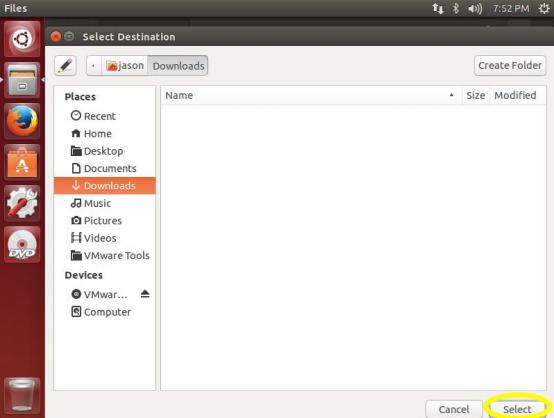 Files
7:52 PM
Select Destination
jason
Downloads
Create Folder
Places
Recent
Home
Desktop
Documents
Downloads
Music
Pictures
Videos
VMware Tools
Devices
VMwar...
Computer
Name
Size
Modified
DVD
Cancel
Select